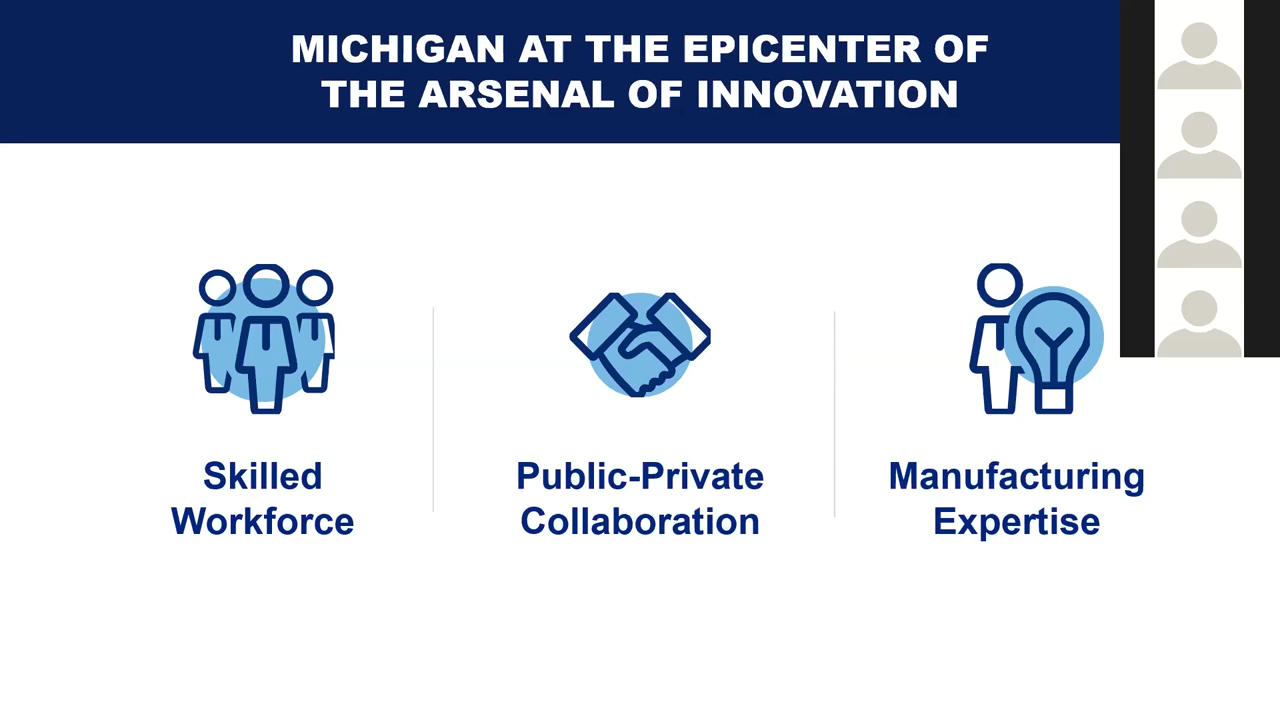 MICHIGAN AT THE EPICENTER OF
THE ARSENAL OF INNOVATION
Skilled
Workforce
Public-Private
Collaboration
Manufacturing
Expertise